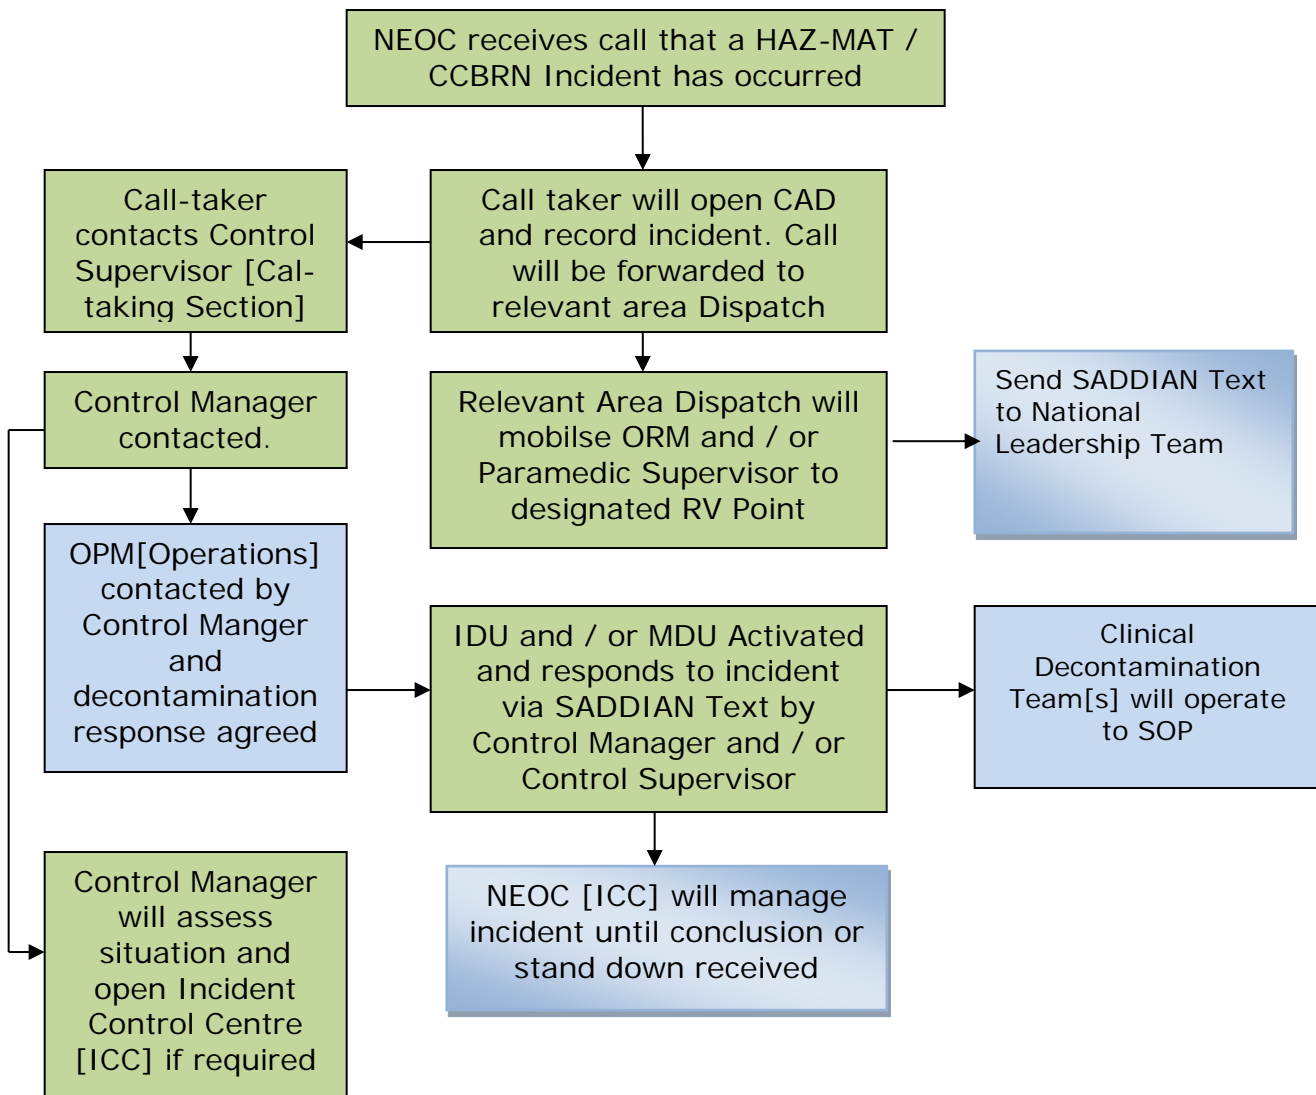 NEOC receives call that a HAZ-MAT /
CCBRN Incident has occurred
Call-taker
contacts Control
Supervisor [Cal-
taking Section]
Call taker will open CAD
and record incident. Call
will be forwarded to
relevant area Dispatch
Control Manager
contacted.
Relevant Area Dispatch will
mobilse ORM and / or
Paramedic Supervisor to
designated RV Point
Send SADDIAN Text
to National
Leadership Team
OPM[Operations]
contacted by
Control Manger
and
decontamination
response agreed
IDU and / or MDU Activated
and responds to incident
via SADDIAN Text by
Control Manager and / or
Control Supervisor
Clinical
Decontamination
Team[s] will operate
to SOP
Control Manager
will assess
situation and
open Incident
Control Centre
[ICC] if required
NEOC [ICC] will manage
incident until conclusion or
stand down received